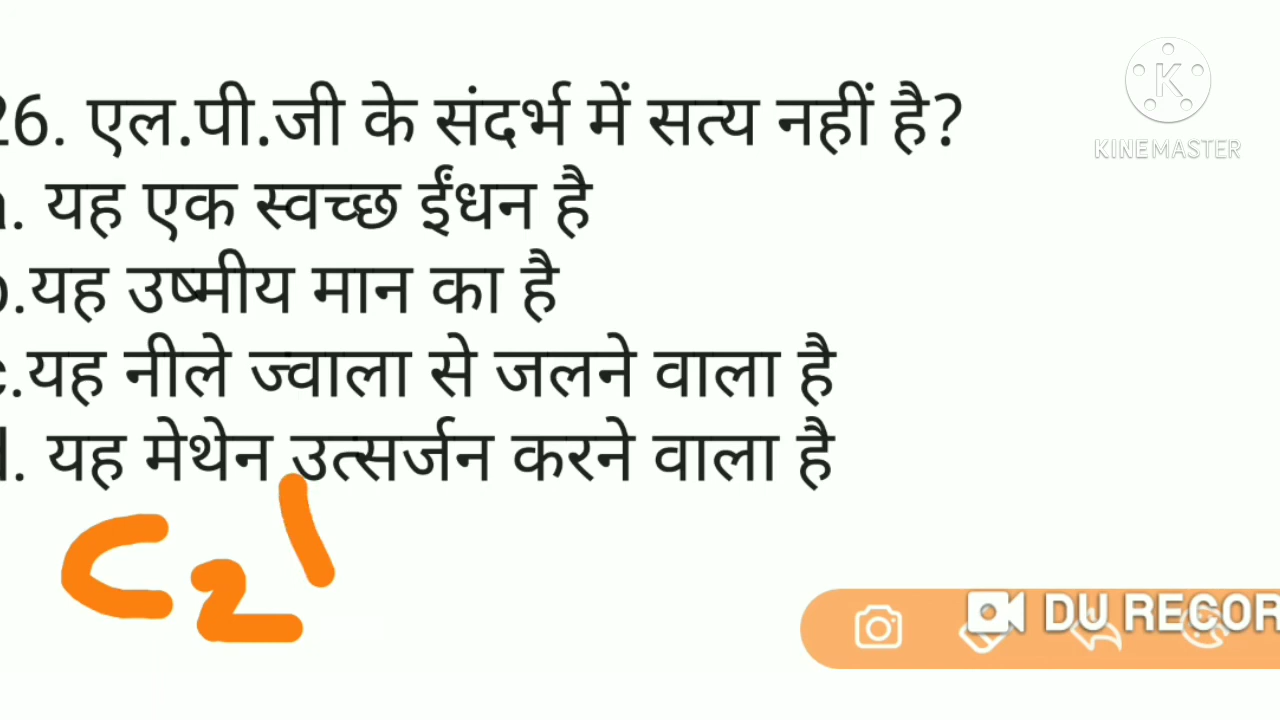 26. एल.पी.जी के संदर्भ में सत्य नहीं है?
a. यह एक स्वच्छ ईंधन है
b.यह उष्मीय मान का है
c.यह नीले ज्वाला से जलने वाला है
d. यह मेथेन उत्सर्जन करने वाला है
C2
K
KINEMASTER
DU RECOR